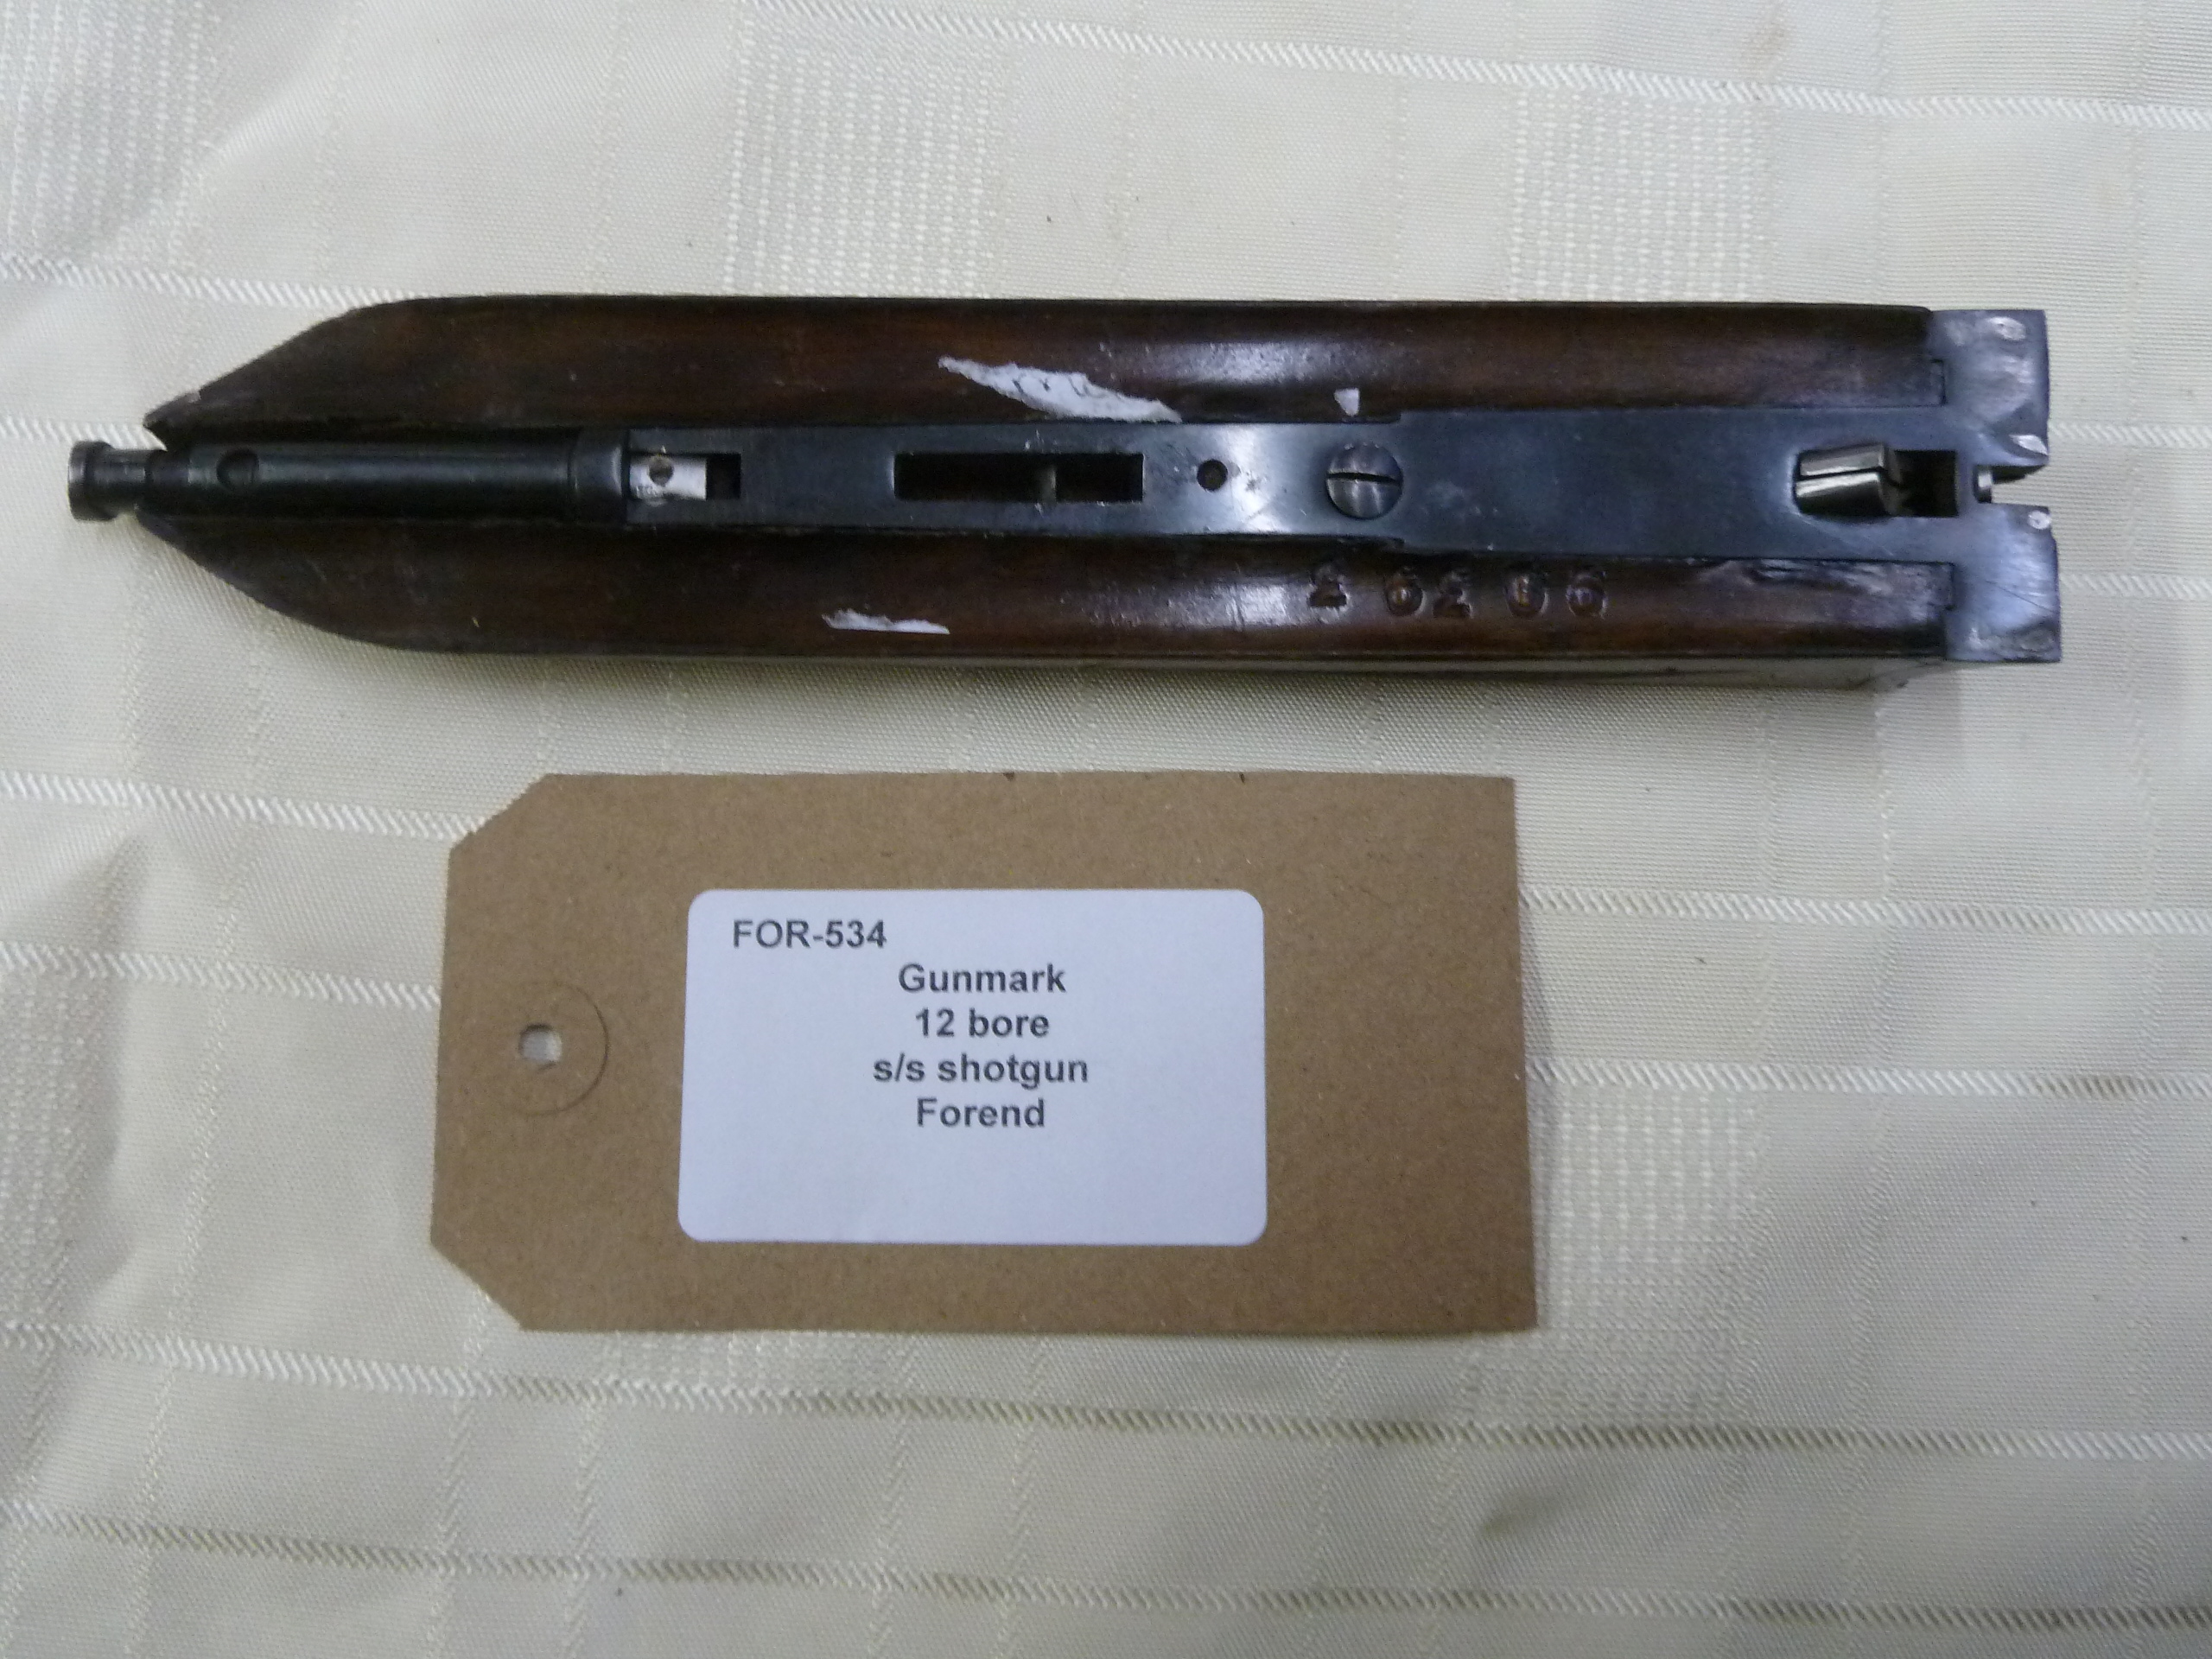 FOR-534
Gunmark
12 bore
s/s shotgun
Forend